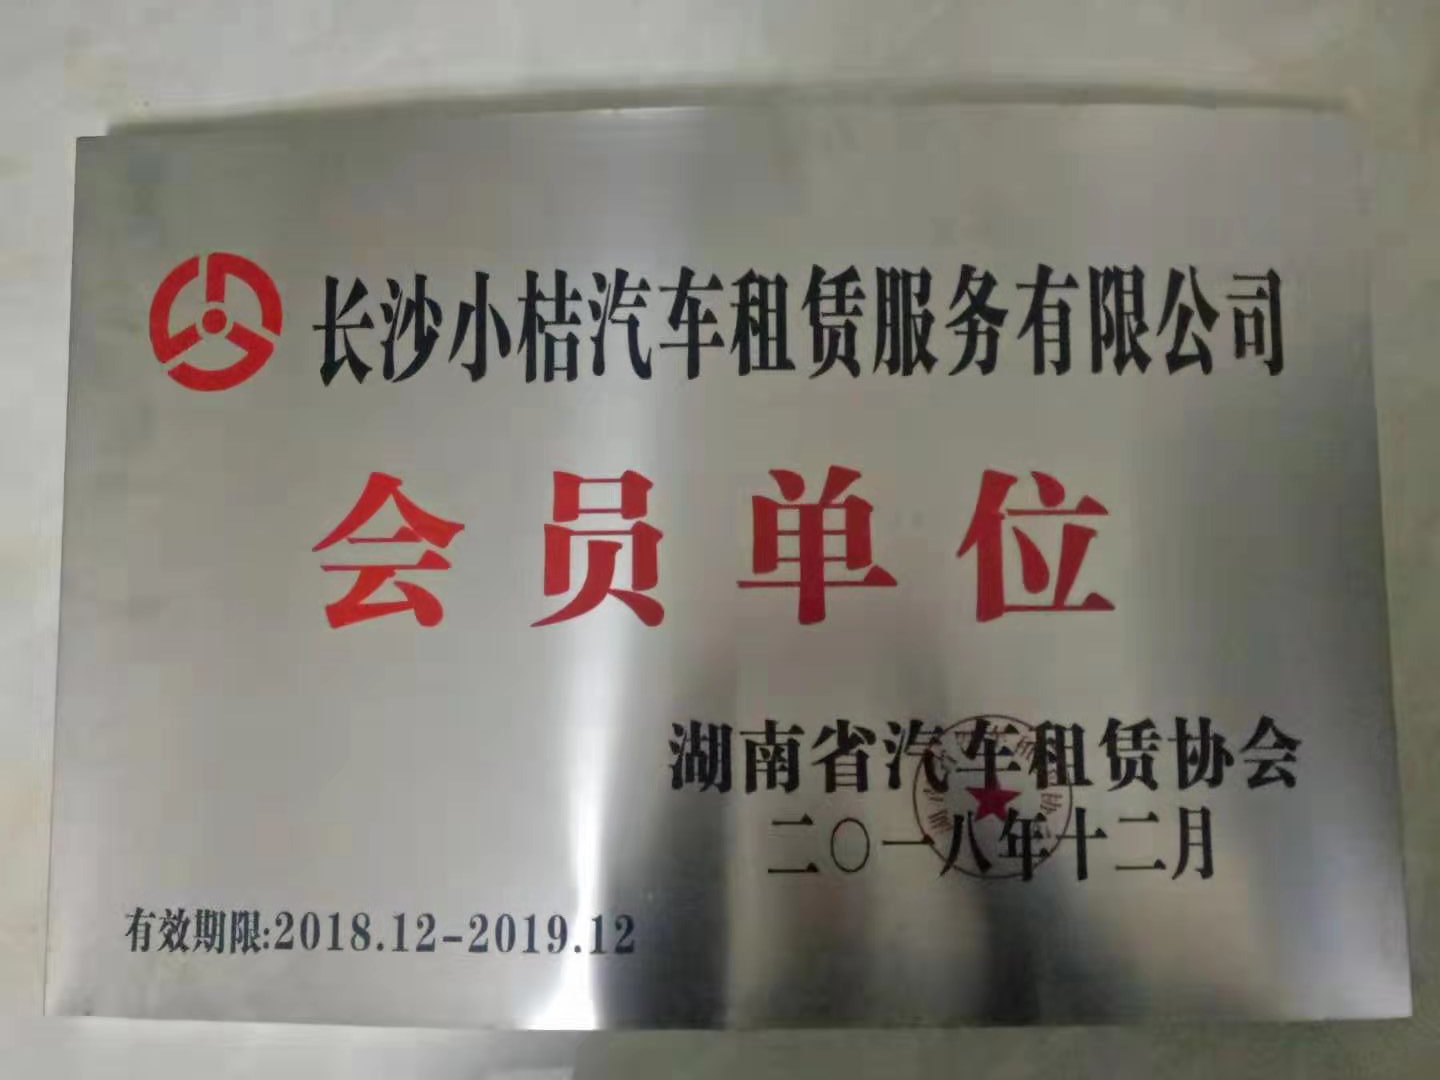 长沙小桔汽车租赁服务有限公司
会员单位
湖南省汽车租赁协会
二〇一八年十二月
有效期限:2018.12-2019.12